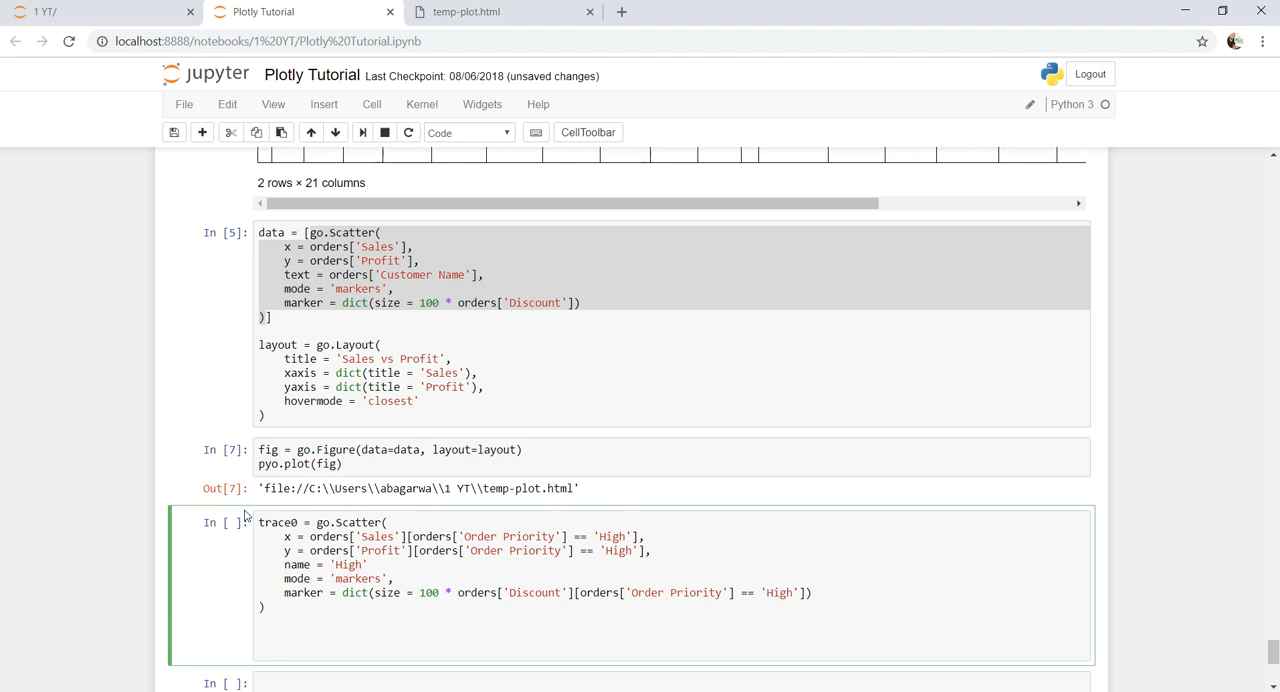 1 YT/
Plotly Tutorial
temp-plot.html
localhost:8888/notebooks/1%20YT/Plotly%20Tutorial.ipynb
jupyter Plotly Tutorial Last Checkpoint: 08/06/2018 (unsaved changes)
Logout
File Edit View Insert Cell Kernel Widgets Help
Python 3
Code
CellToolbar
2 rows × 21 columns
In [5]: data = [go.Scatter(
x = orders['Sales'],
y = orders['Profit'],
text = orders['Customer Name'],
mode = 'markers',
marker = dict(size = 100 * orders['Discount'])
)]
layout = go.Layout(
title = 'Sales vs Profit',
xaxis = dict(title = 'Sales'),
yaxis = dict(title = 'Profit'),
hovermode = 'closest'
)
In [7]: fig = go.Figure(data=data, layout=layout)
pyo.plot(fig)
Out[7]: 'file://C:\\Users\\abagarwa\\1 YT\\temp-plot.html'
In [ ]: trace0 = go.Scatter(
x = orders['Sales'][orders['Order Priority'] == 'High'],
y = orders['Profit'][orders['Order Priority'] == 'High'],
name = 'High'
mode = 'markers',
marker = dict(size = 100 * orders['Discount'][orders['Order Priority'] == 'High'])
)
In [ ]: